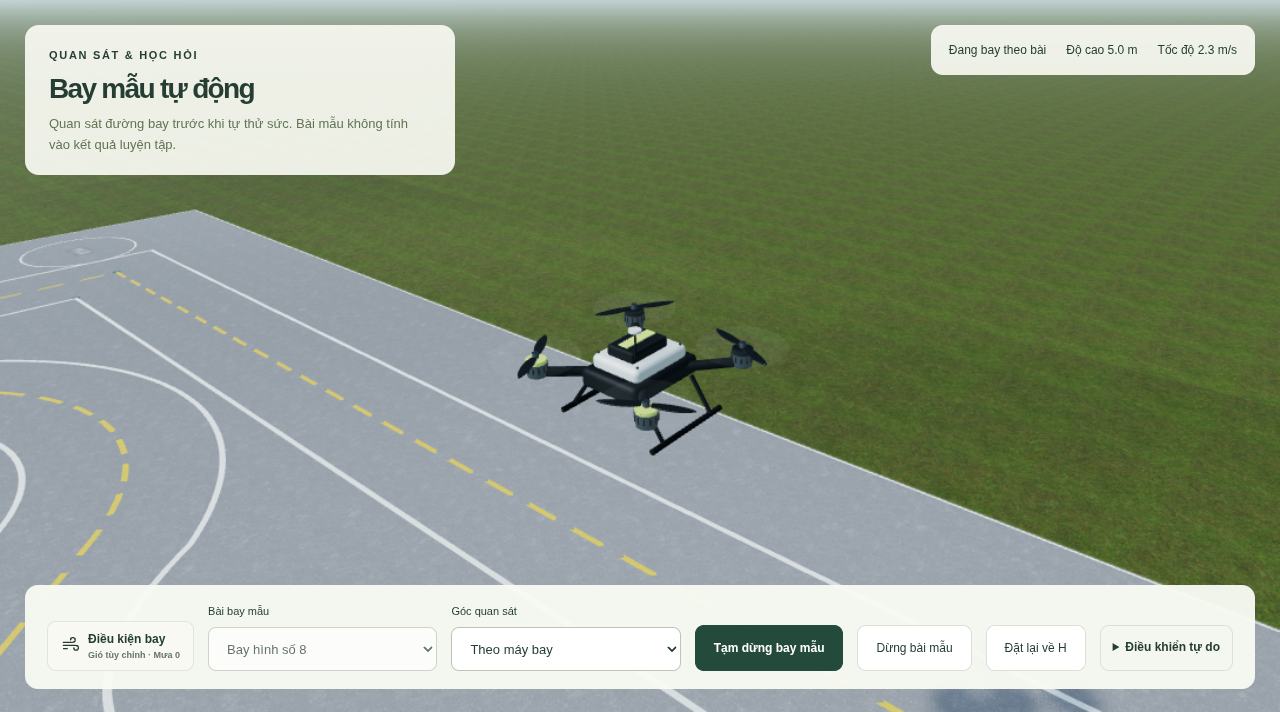 QUAN SÁT & HỌC HỎI
Bay mẫu tự động
Quan sát đường bay trước khi tự thử sức. Bài mẫu không tính
vào kết quả luyện tập.
Đang bay theo bài Độ cao 5.0 m Tốc độ 2.3 m/s
Điều kiện bay
Gió tùy chỉnh · Mưa 0
Bài bay mẫu
Bay hình số 8
Góc quan sát
Theo máy bay
Tạm dừng bay mẫu
Dừng bài mẫu
Đặt lại về H
Điều khiển tự do